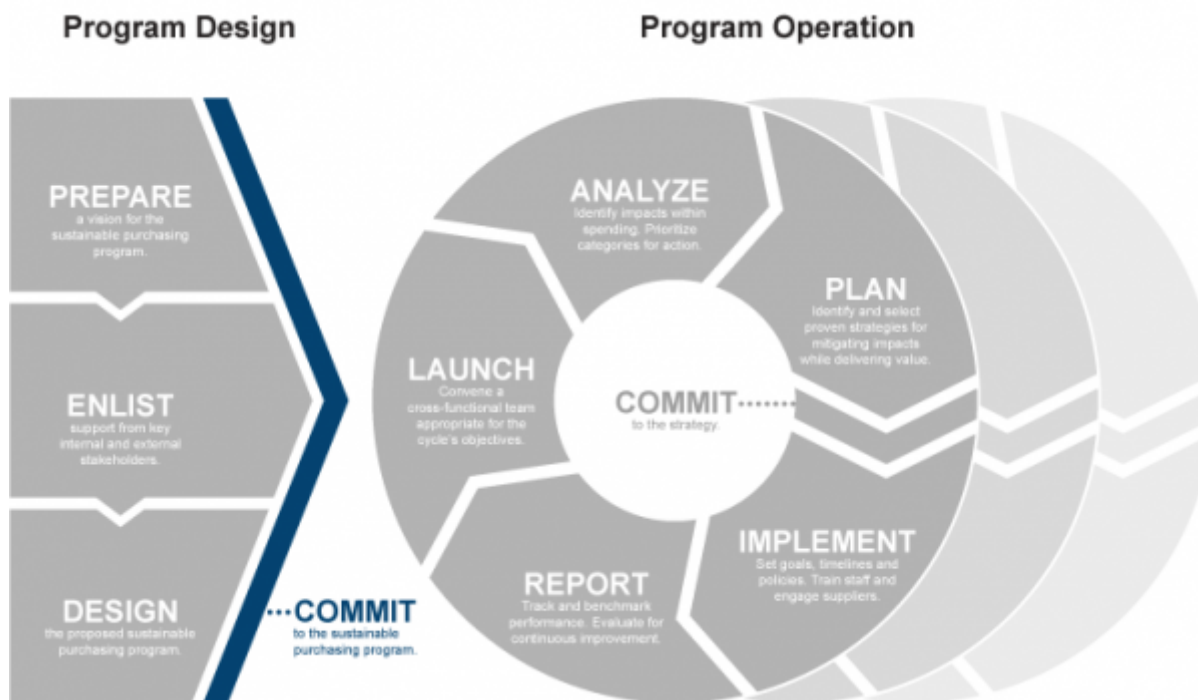 Program Design
PREPARE
a vision for the
sustainable purchasing
program.
ENLIST
support from key
internal and external
stakeholders.
DESIGN
the proposed sustainable
purchasing program.
COMMIT
to the sustainable
purchasing program.
Program Operation
ANALYZE
Identify impacts within
spending. Prioritize
categories for action.
PLAN
Identify and select
proven strategies for
mitigating impacts
while delivering value.
LAUNCH
Convene a
cross-functional team
appropriate for the
cycle's objectives.
COMMIT
to the strategy.
IMPLEMENT
Set goals, timelines and
policies. Train staff and
engage suppliers.
REPORT
Track and benchmark
performance. Evaluate for
continuous improvement.